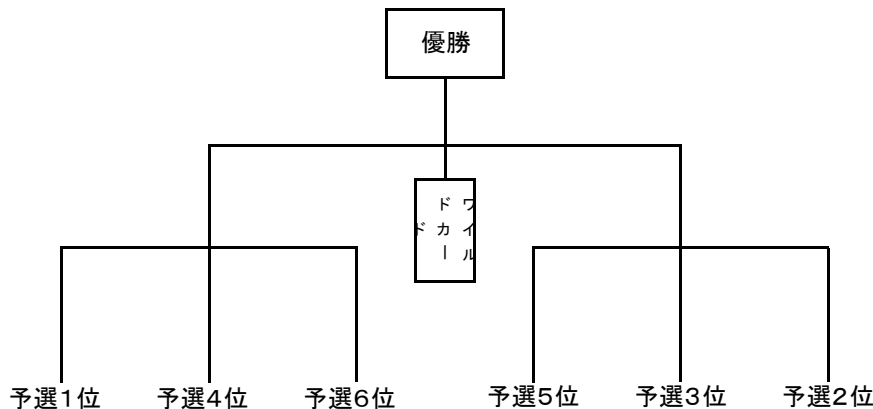 優勝
ワイル
ドカー
ド
予選1位
予選4位
予選6位
予選5位
予選3位
予選2位